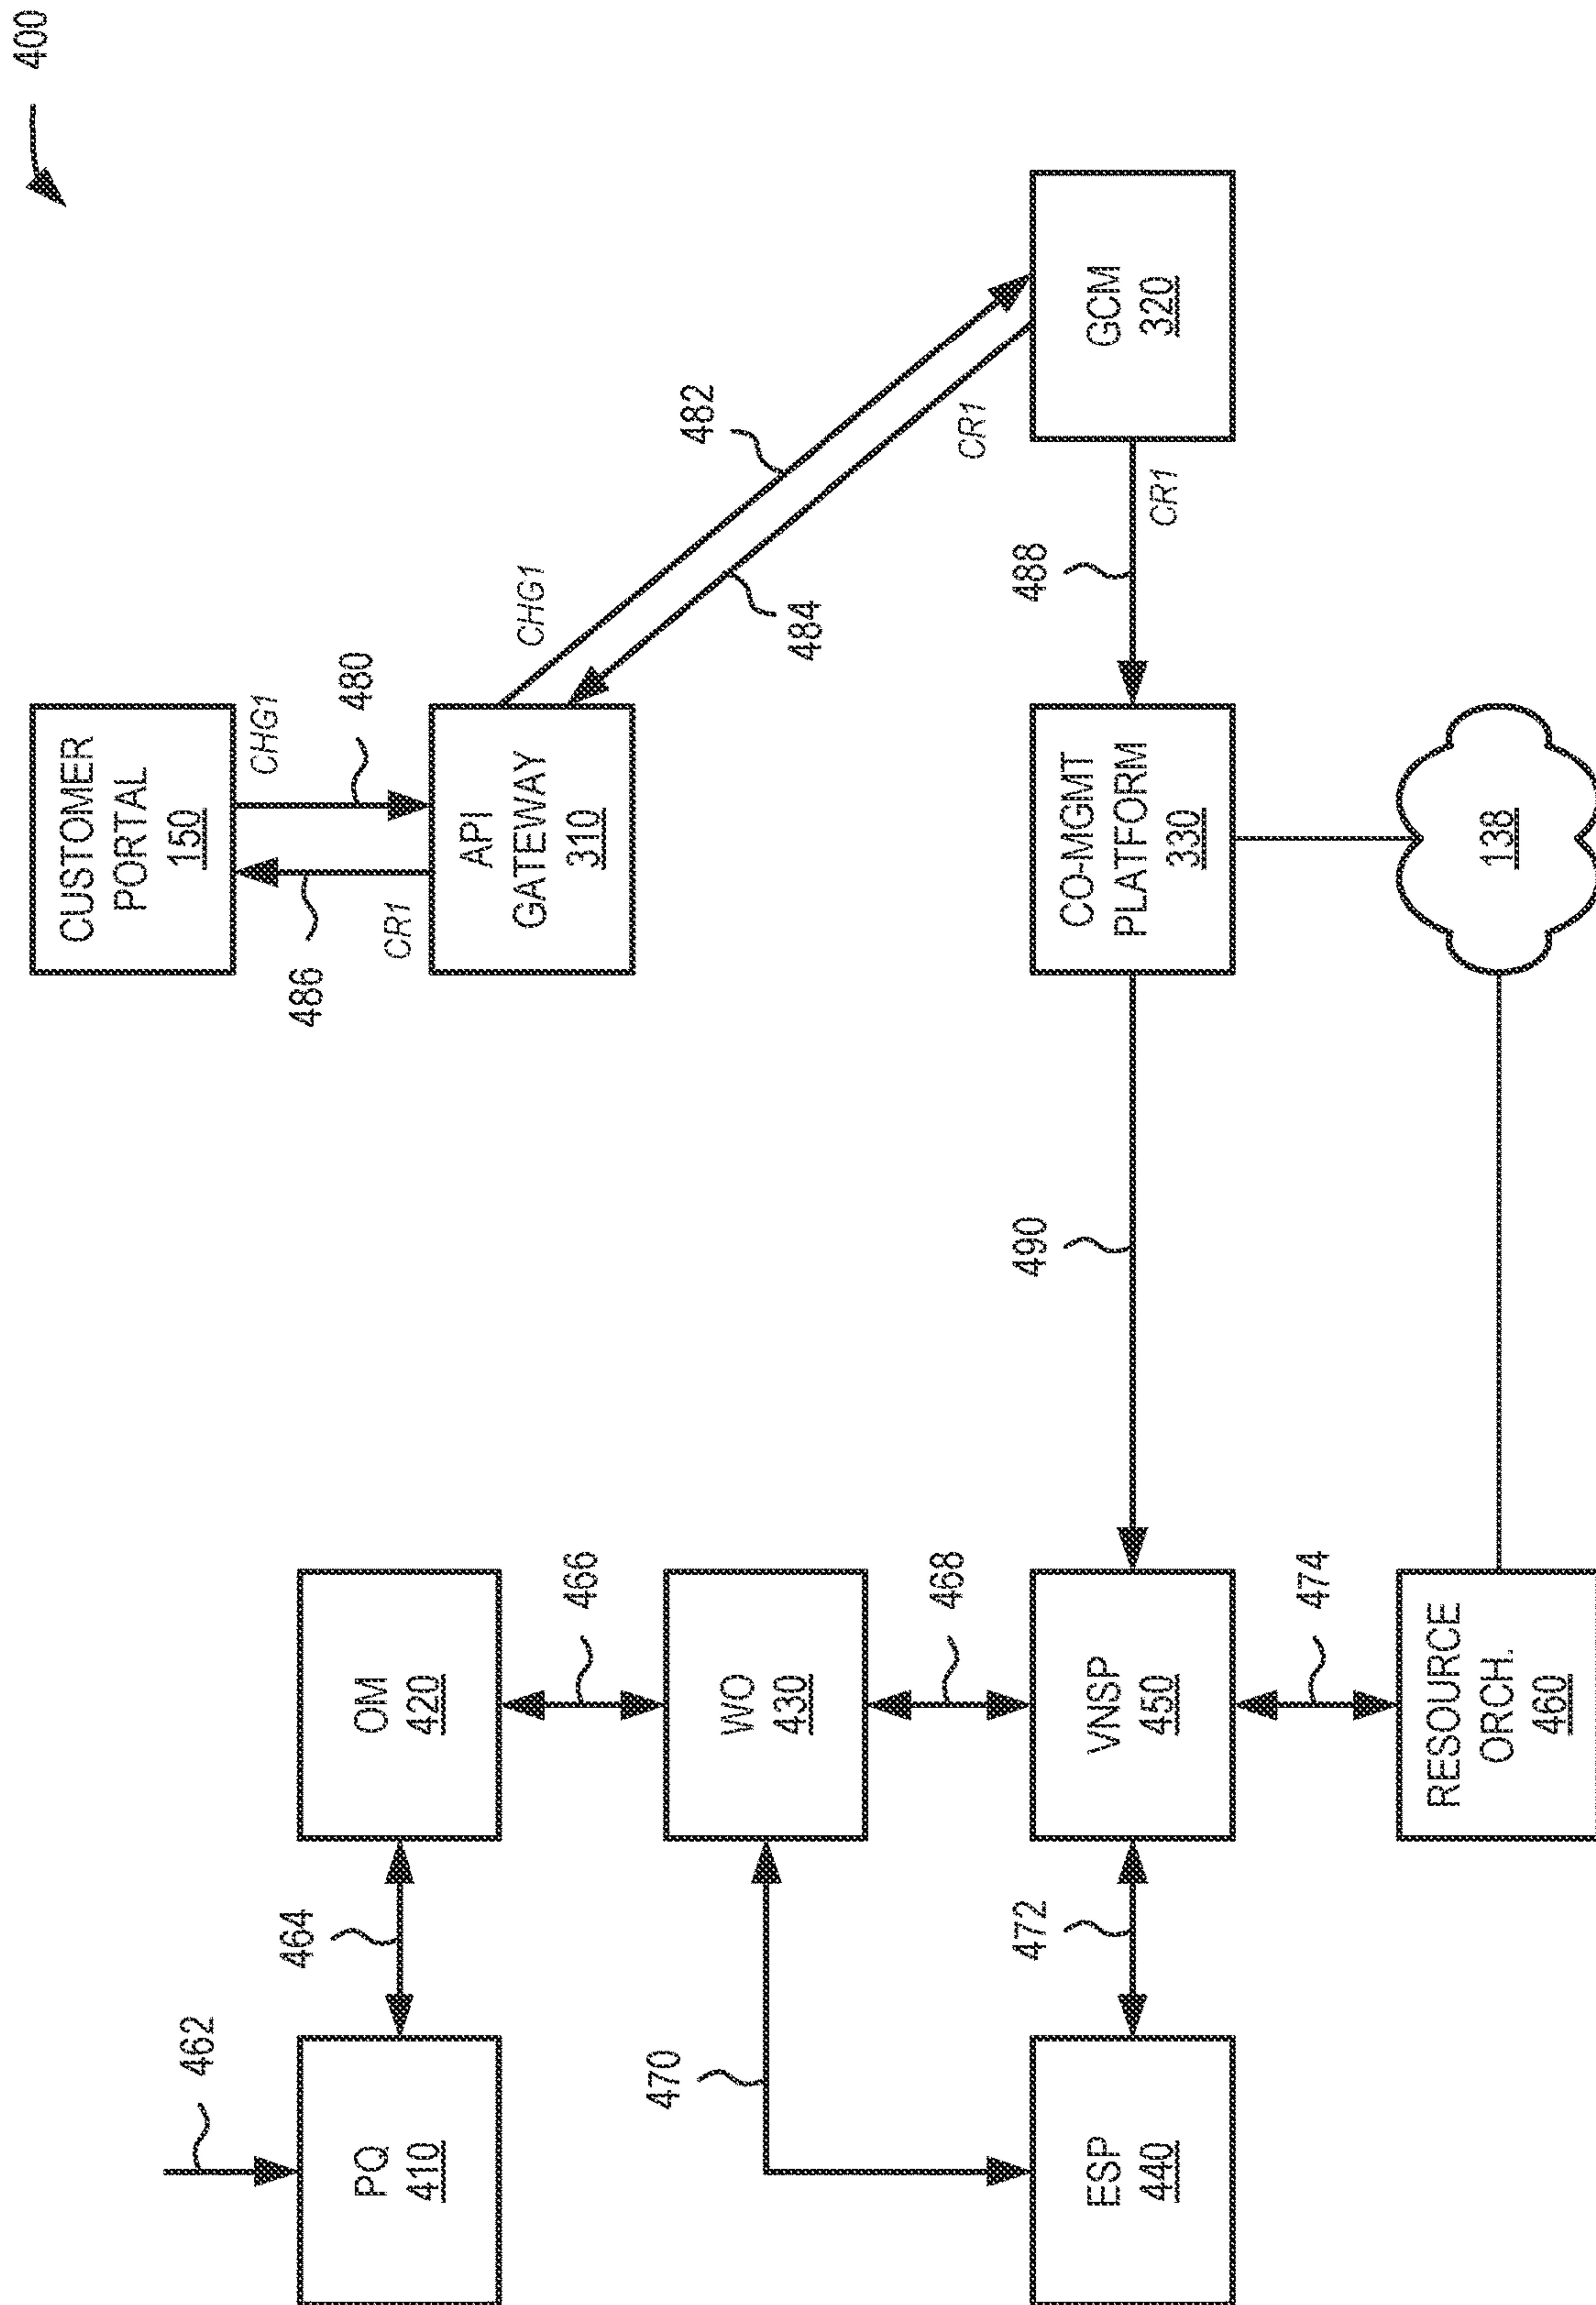 400
CUSTOMER
PORTAL
150
462
CHG1
464
486
480
PQ
410
OM
420
CR1
API
GATEWAY
310
CHG1
466
470
482
WO
430
484
468
CR1
472
490
488
ESP
440
VNSP
450
CO-MGMT
PLATFORM
330
GCM
320
CR1
474
RESOURCE
ORCH.
460
138